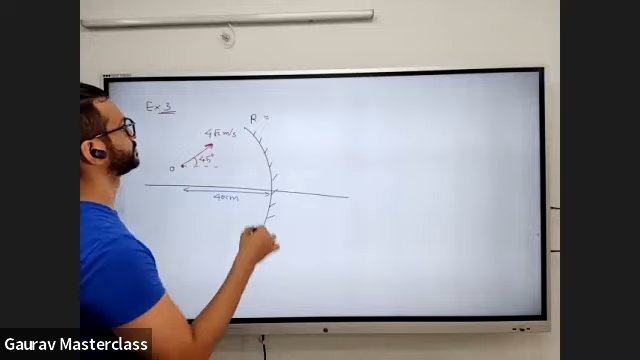 Ex 3
R =
4√2 m/s
45°
O
40cm
Gaurav Masterclass